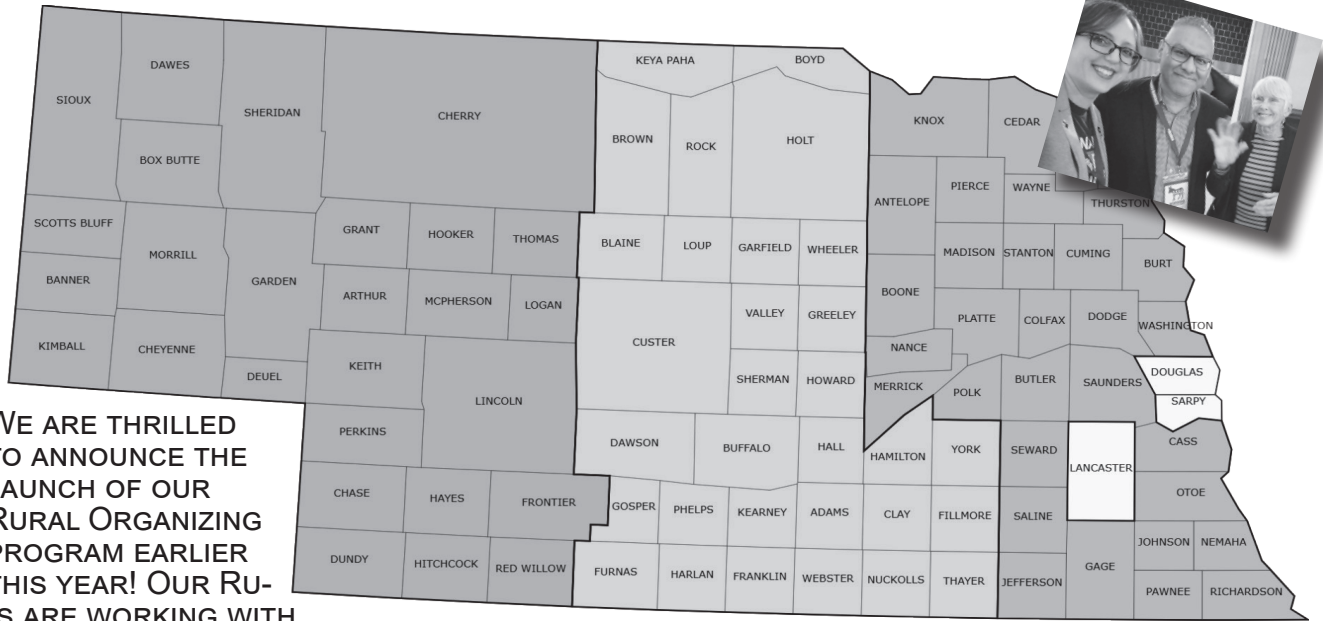 KEYA PAHA
BOYD
DAWES
SIOUX
SHERIDAN
CHERRY
KNOX
CEDAR
BROWN
ROCK
HOLT
BOX BUTTE
PIERCE
WAYNE
ANTELOPE
THURSTON
SCOTTS BLUFF
GRANT
HOOKER
THOMAS
BLAINE
LOUP
GARFIELD
WHEELER
MORRILL
MADISON
STANTON
CUMING
BURT
BANNER
GARDEN
ARTHUR
MCPHERSON
LOGAN
BOONE
VALLEY
GREELEY
PLATTE
COLFAX
DODGE
WASHINGTON
KIMBALL
CHEYENNE
CUSTER
NANCE
DEUEL
KEITH
LINCOLN
SHERMAN
HOWARD
MERRICK
POLK
BUTLER
SAUNDERS
DOUGLAS
SARPY
PERKINS
DAWSON
BUFFALO
HALL
HAMILTON
YORK
SEWARD
LANCASTER
CASS
CHASE
HAYES
FRONTIER
GOSPER
PHELPS
KEARNEY
ADAMS
CLAY
FILLMORE
SALINE
OTOE
DUNDY
HITCHCOCK
RED WILLOW
FURNAS
HARLAN
FRANKLIN
WEBSTER
NUCKOLLS
THAYER
JEFFERSON
GAGE
JOHNSON
NEMAHA
PAWNEE
RICHARDSON
WE ARE THRILLED
TO ANNOUNCE THE
LAUNCH OF OUR
RURAL ORGANIZING
PROGRAM EARLIER
THIS YEAR! OUR RU-
ARE WORKING WITH